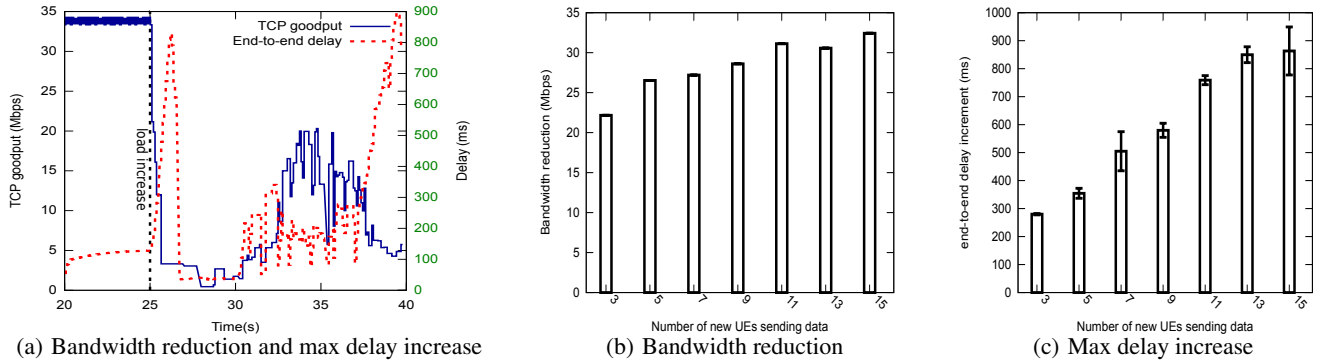 TCP goodput
End-to-end delay
TCP goodput (Mbps)
35
30
25
20
15
10
5
0
load increase
900
800
700
600
500
400
300
200
100
0
Delay (ms)
20 25 30 35 40
Time(s)
(a) Bandwidth reduction and max delay increase
Bandwidth reduction (Mbps)
35
30
25
20
15
10
5
0
3 5 7 9 11 13 15
Number of new UEs sending data
(b) Bandwidth reduction
end-to-end delay increment (ms)
1000
900
800
700
600
500
400
300
200
100
0
3 5 7 9 11 13 15
Number of new UEs sending data
(c) Max delay increase